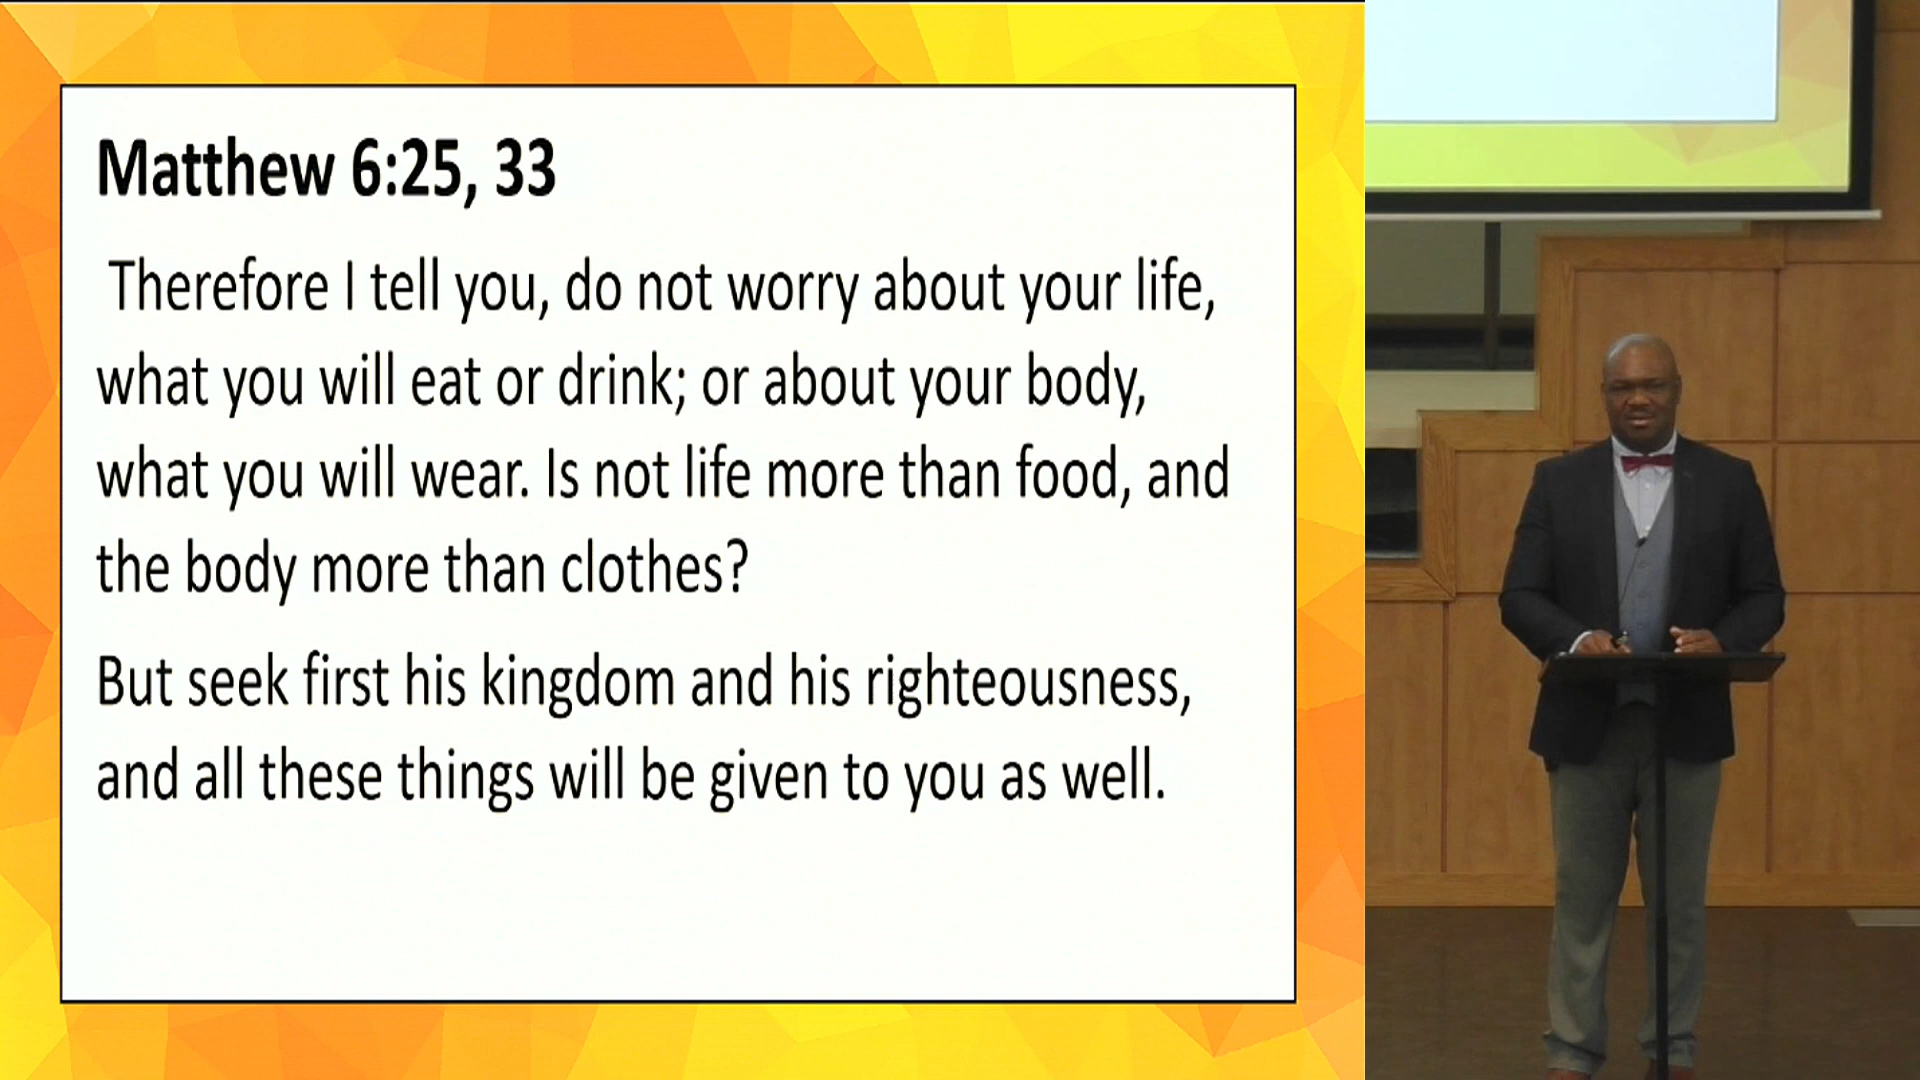 Matthew 6:25, 33
Therefore I tell you, do not worry about your life,
what you will eat or drink; or about your body,
what you will wear. Is not life more than food, and
the body more than clothes?
But seek first his kingdom and his righteousness,
and all these things will be given to you as well.